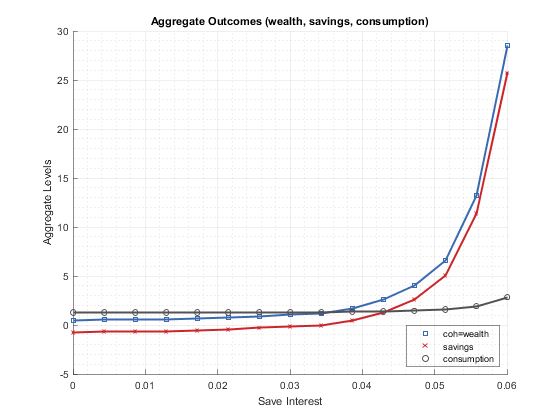 Aggregate Outcomes (wealth, savings, consumption)
30
25
20
15
10
5
0
-5
Aggregate Levels
0 0.01 0.02 0.03 0.04 0.05 0.06
Save Interest
coh=wealth
savings
consumption